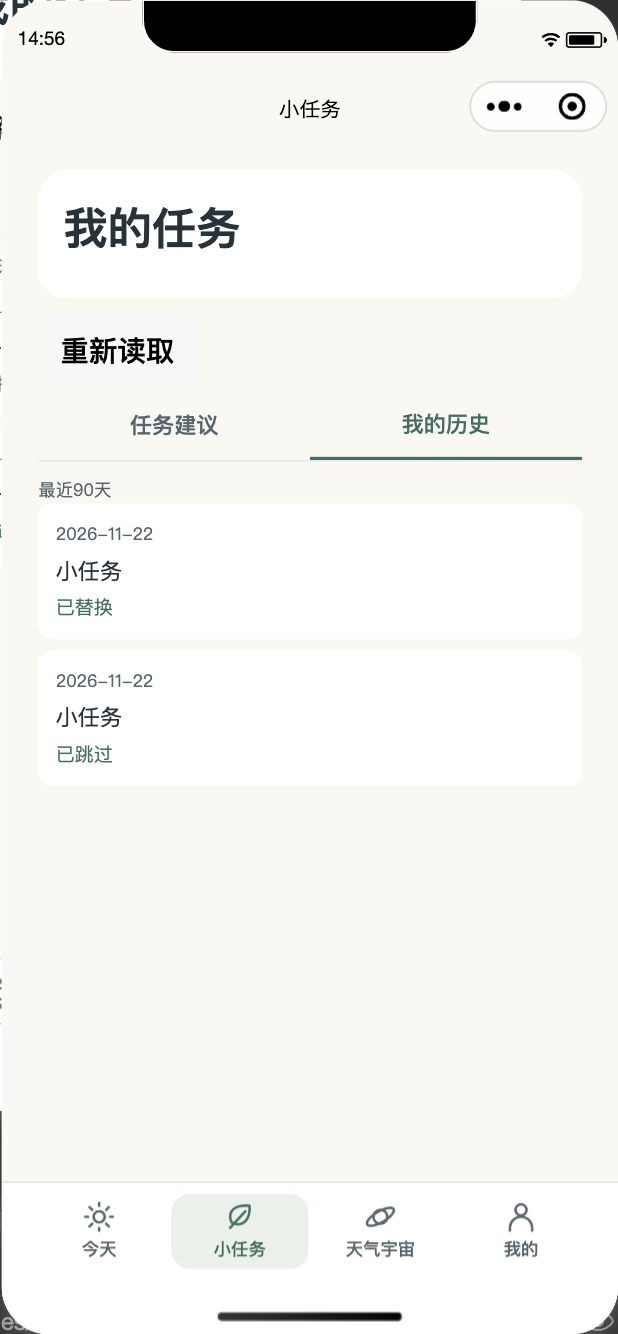 14:56
小任务
我的任务
重新读取
任务建议
我的历史
最近90天
2026-11-22
小任务
已替换
2026-11-22
小任务
已跳过
今天
小任务
天气宇宙
我的